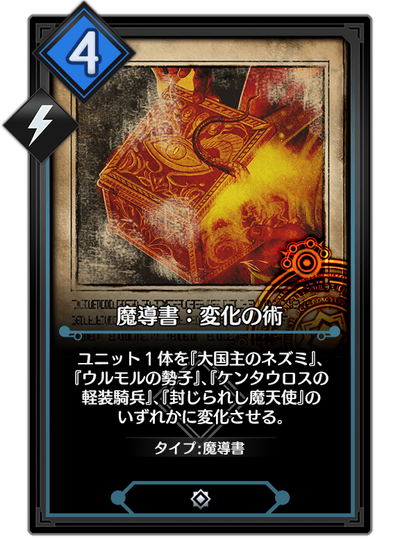 4
魔導書：変化の術
ユニット１体を『大国主のネズミ』、
『ウルモルの勢子』、『ケンタウロスの
軽装騎兵』、『封じられし魔天使』の
いずれかに変化させる。
タイプ：魔導書